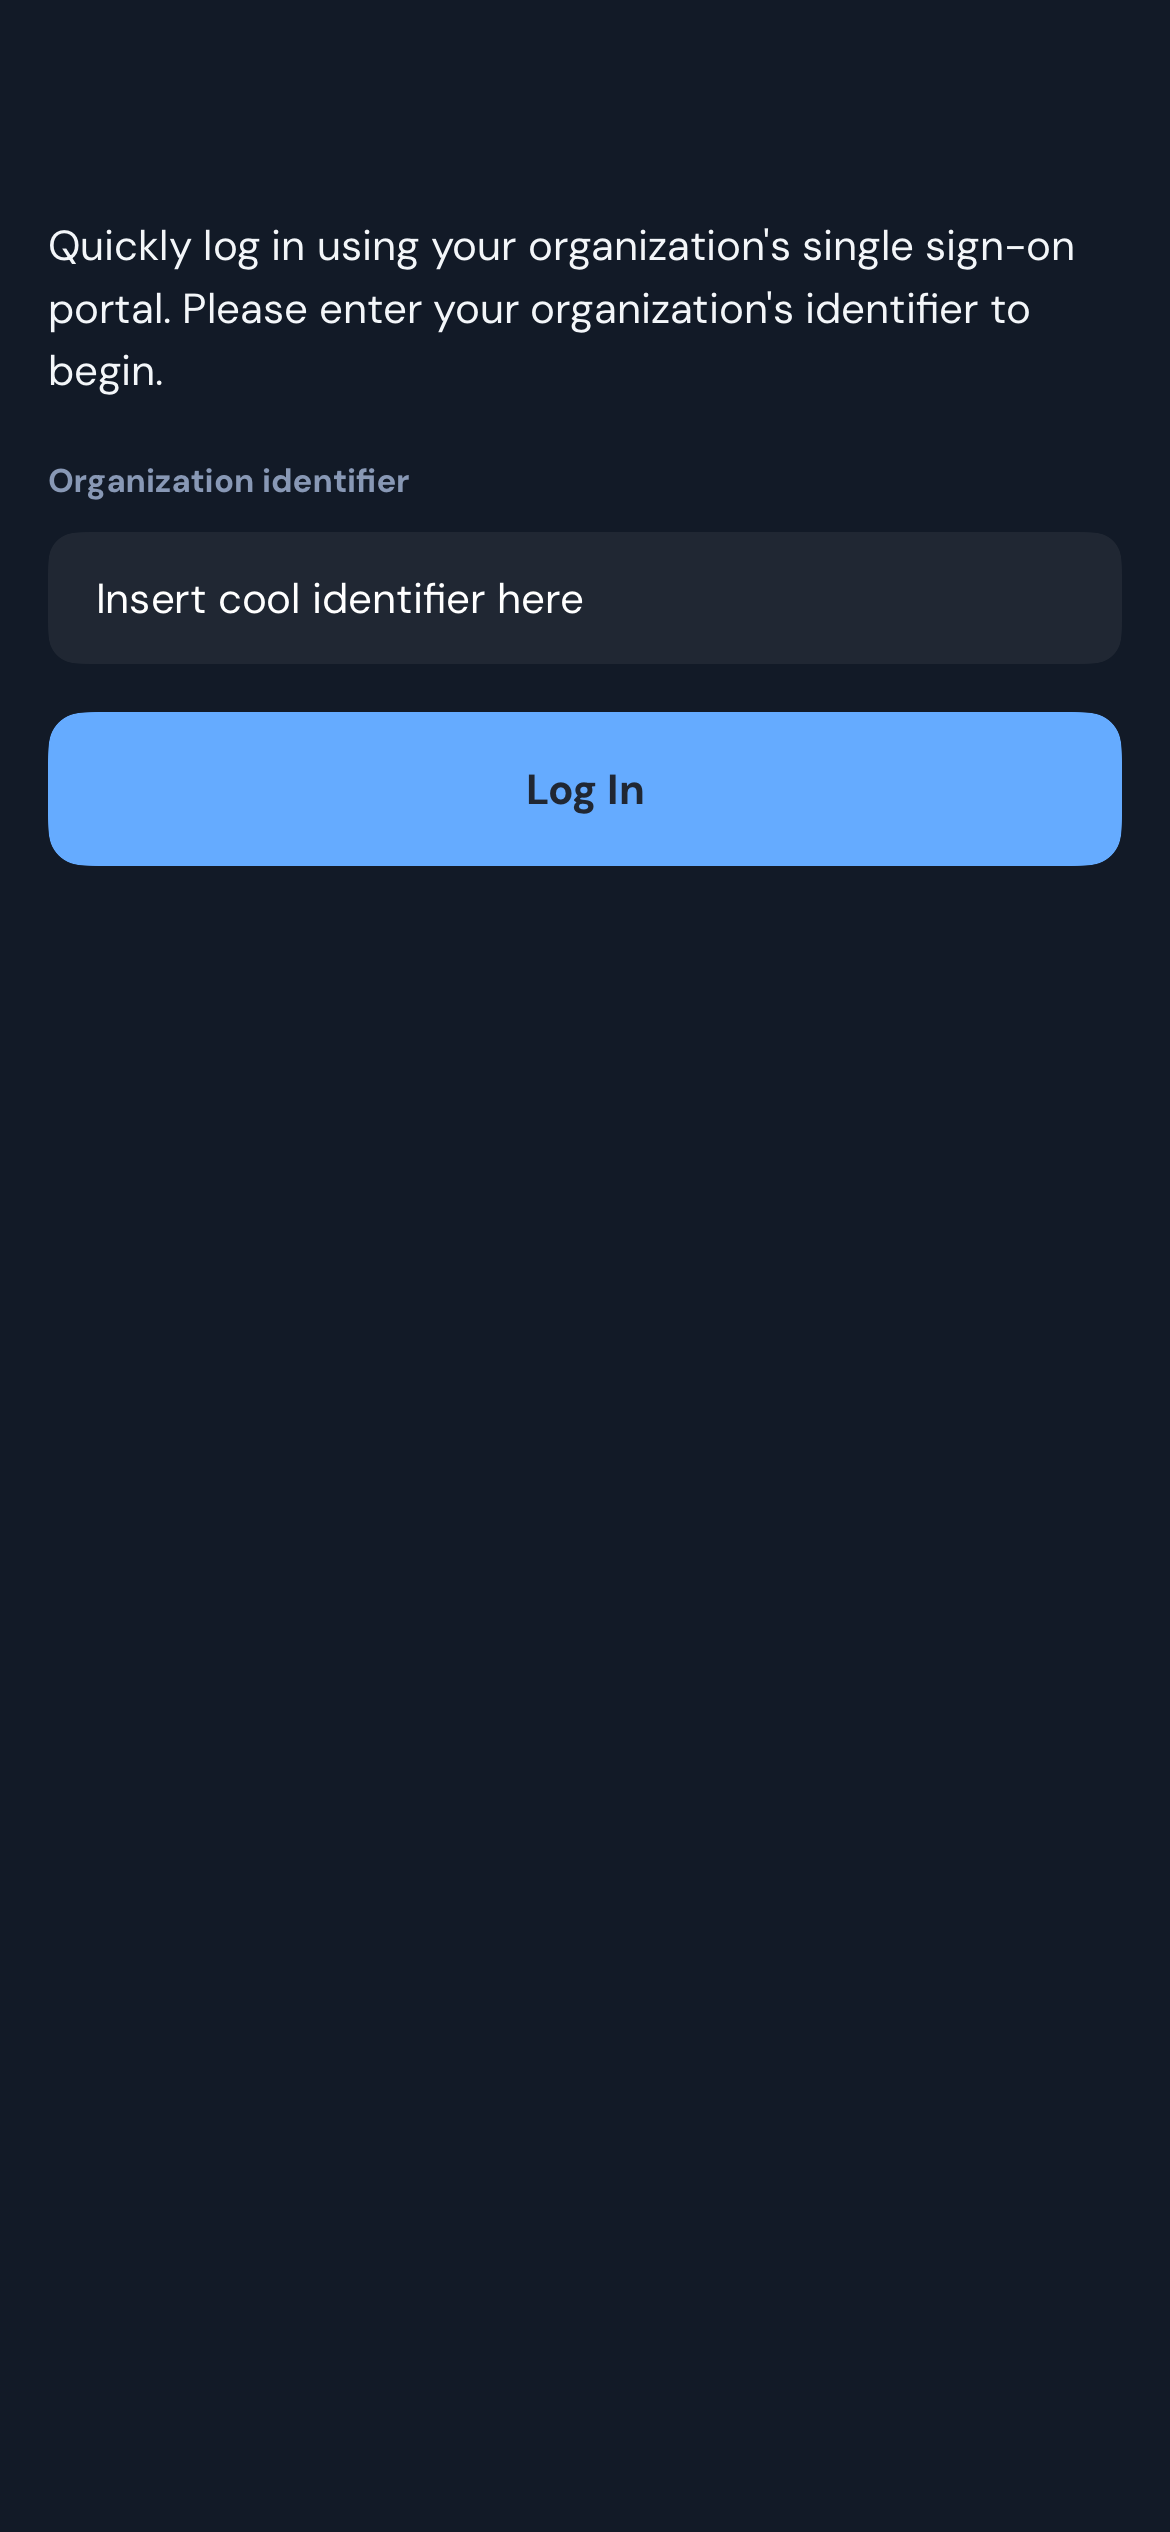 Quickly log in using your organization's single sign-on
portal. Please enter your organization's identifier to
begin.
Organization identifier
Insert cool identifier here
Log In